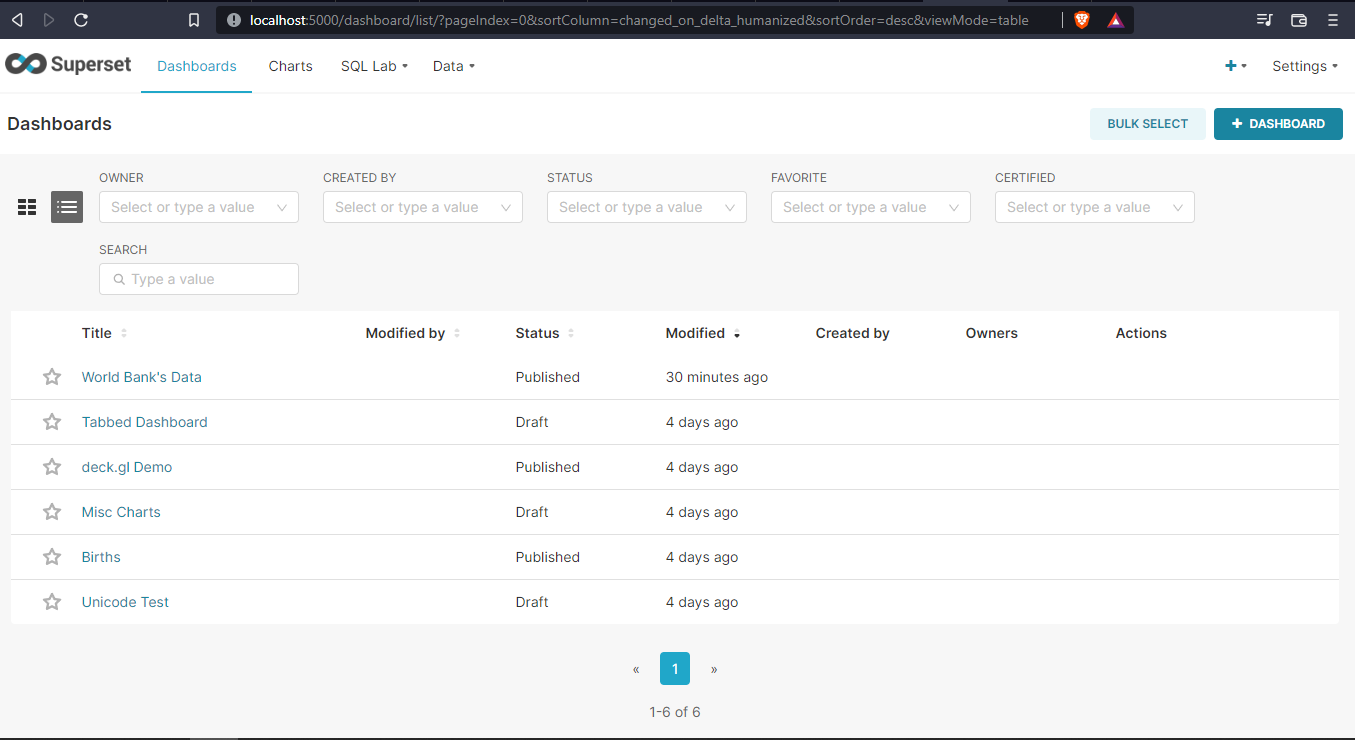 localhost:5000/dashboard/list/?pageIndex=0&sortColumn=changed_on_delta_humanized&sortOrder=desc&viewMode=table
Superset Dashboards Charts SQL Lab Data Settings
Dashboards BULK SELECT + DASHBOARD
OWNER CREATED BY STATUS FAVORITE CERTIFIED
Select or type a value Select or type a value Select or type a value Select or type a value Select or type a value
SEARCH
Type a value
Title Modified by Status Modified Created by Owners Actions
World Bank's Data Published 30 minutes ago
Tabbed Dashboard Draft 4 days ago
deck.gl Demo Published 4 days ago
Misc Charts Draft 4 days ago
Births Published 4 days ago
Unicode Test Draft 4 days ago
« 1 »
1-6 of 6